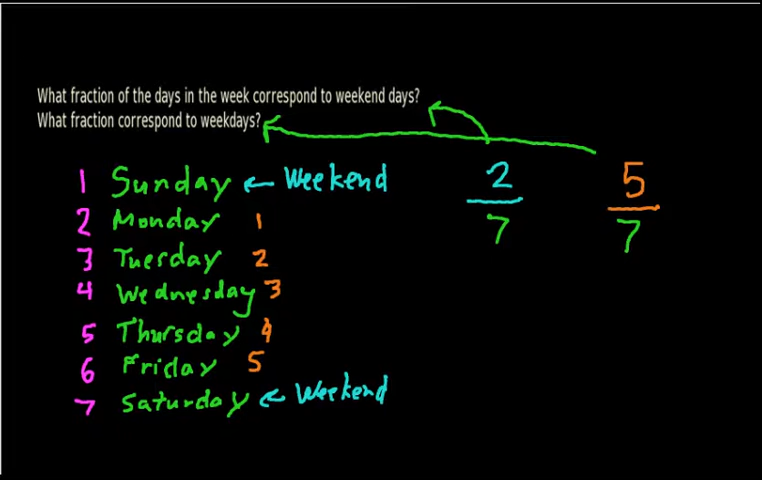 What fraction of the days in the week correspond to weekend days?
What fraction correspond to weekdays?
1 Sunday ← Weekend
2 Monday 1
3 Tuesday 2
4 Wednesday 3
5 Thursday 4
6 Friday 5
7 Saturday ← Weekend
2
7
5
7